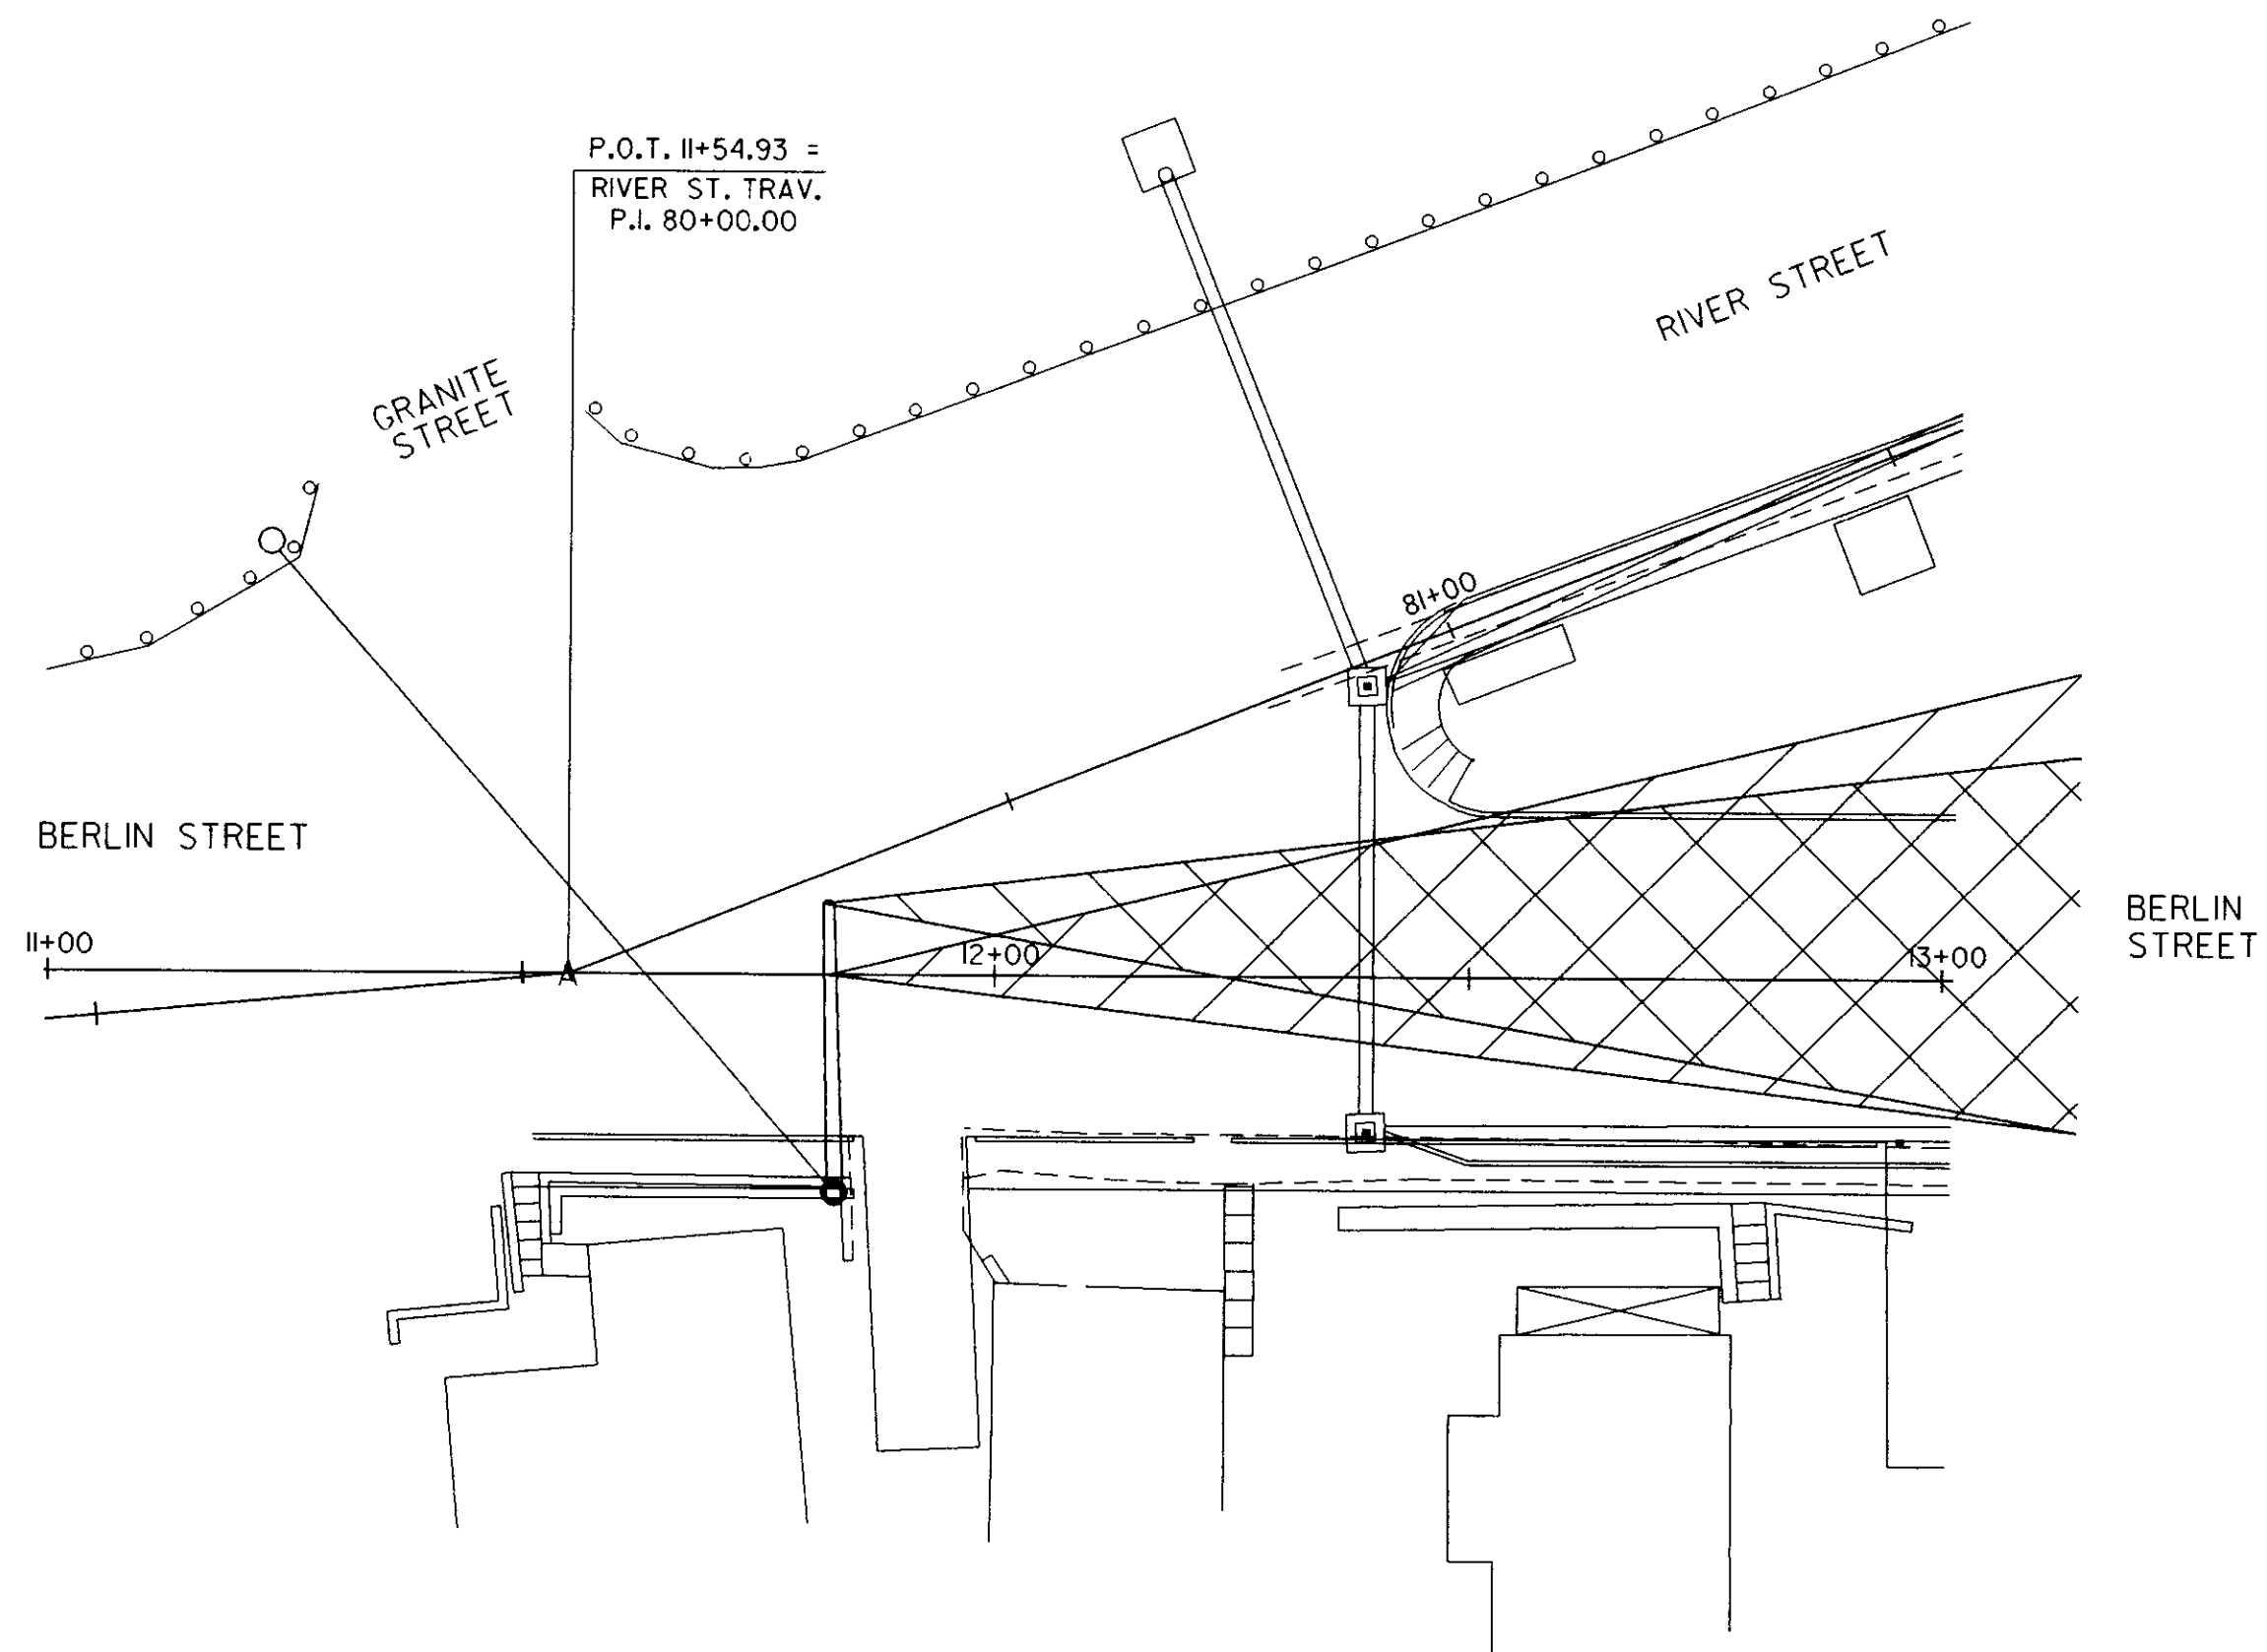 P.O.T. 11+54.93 =
RIVER ST. TRAV.
P.I. 80+00.00
RIVER STREET
GRANITE
STREET
81+00
BERLIN STREET
11+00
12+00
13+00
BERLIN
STREET